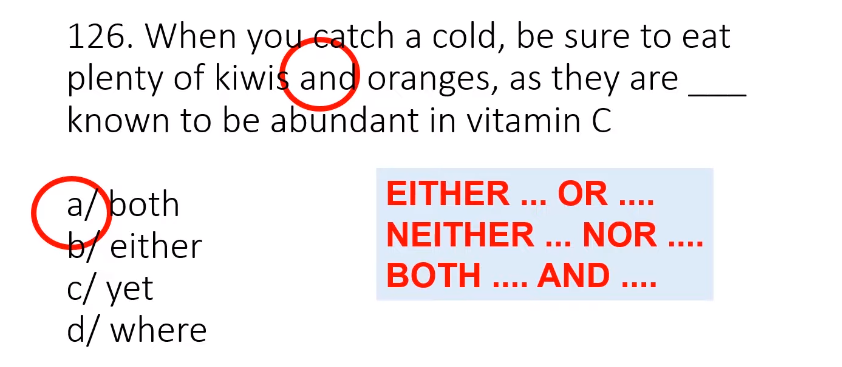 126. When you catch a cold, be sure to eat
plenty of kiwis and oranges, as they are ___
known to be abundant in vitamin C
a/ both
b/ either
c/ yet
d/ where
EITHER ... OR ....
NEITHER ... NOR ....
BOTH .... AND ....